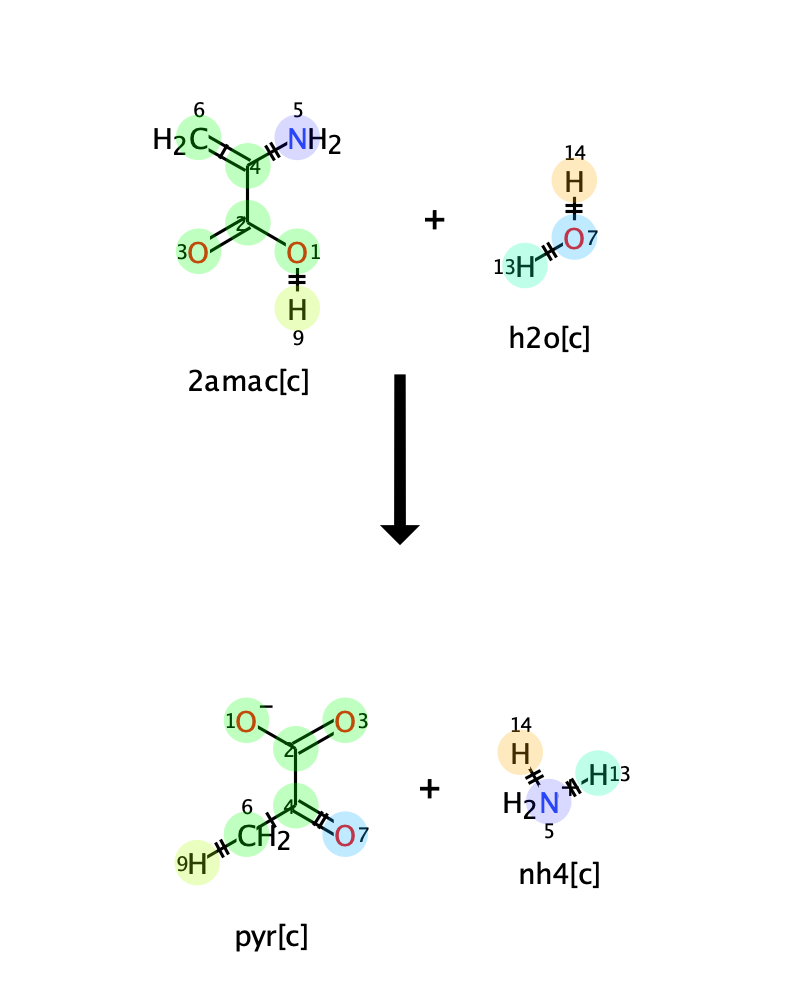 6 5
H2C NH2
4
2
3O O1
H
9
2amac[c]
+
14
H
O7
13H
h2o[c]
1O− O3
2
6 4
CH2 O7
9H
pyr[c]
+
14
H
H13
H2N
5
nh4[c]